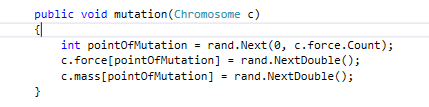 public void mutation(Chromosome c)
{
int pointOfMutation = rand.Next(0, c.force.Count);
c.force[pointOfMutation] = rand.NextDouble();
c.mass[pointOfMutation] = rand.NextDouble();
}